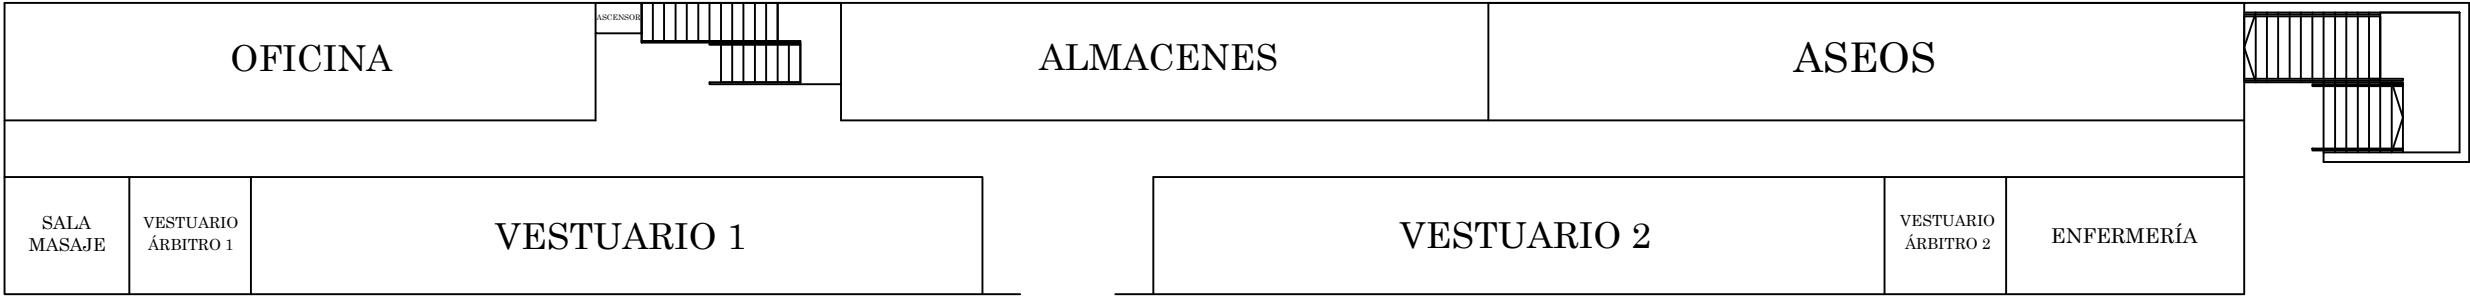 OFICINA
ASCENSOR
ALMACENES
ASEOS
SALA
MASAJE
VESTUARIO
ÁRBITRO 1
VESTUARIO 1
VESTUARIO 2
VESTUARIO
ÁRBITRO 2
ENFERMERÍA